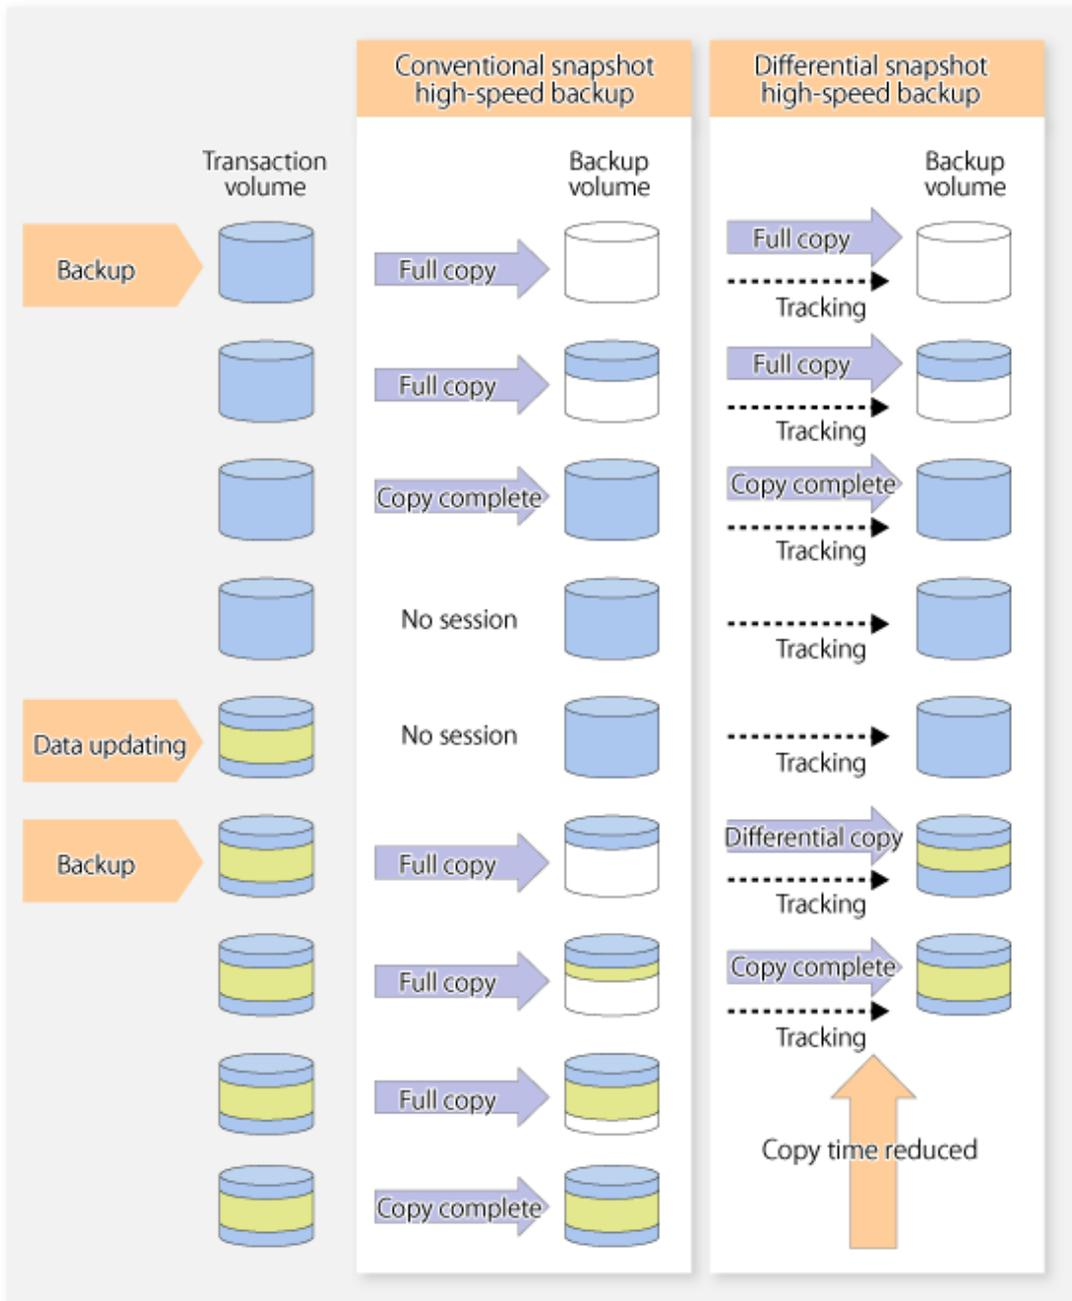 Conventional snapshot
high-speed backup
Differential snapshot
high-speed backup
Transaction
volume
Backup
volume
Backup
volume
Backup
Full copy
Full copy
Tracking
Full copy
Full copy
Tracking
Copy complete
Copy complete
Tracking
No session
Tracking
Data updating
No session
Tracking
Backup
Full copy
Differential copy
Tracking
Full copy
Copy complete
Tracking
Full copy
Copy time reduced
Copy complete